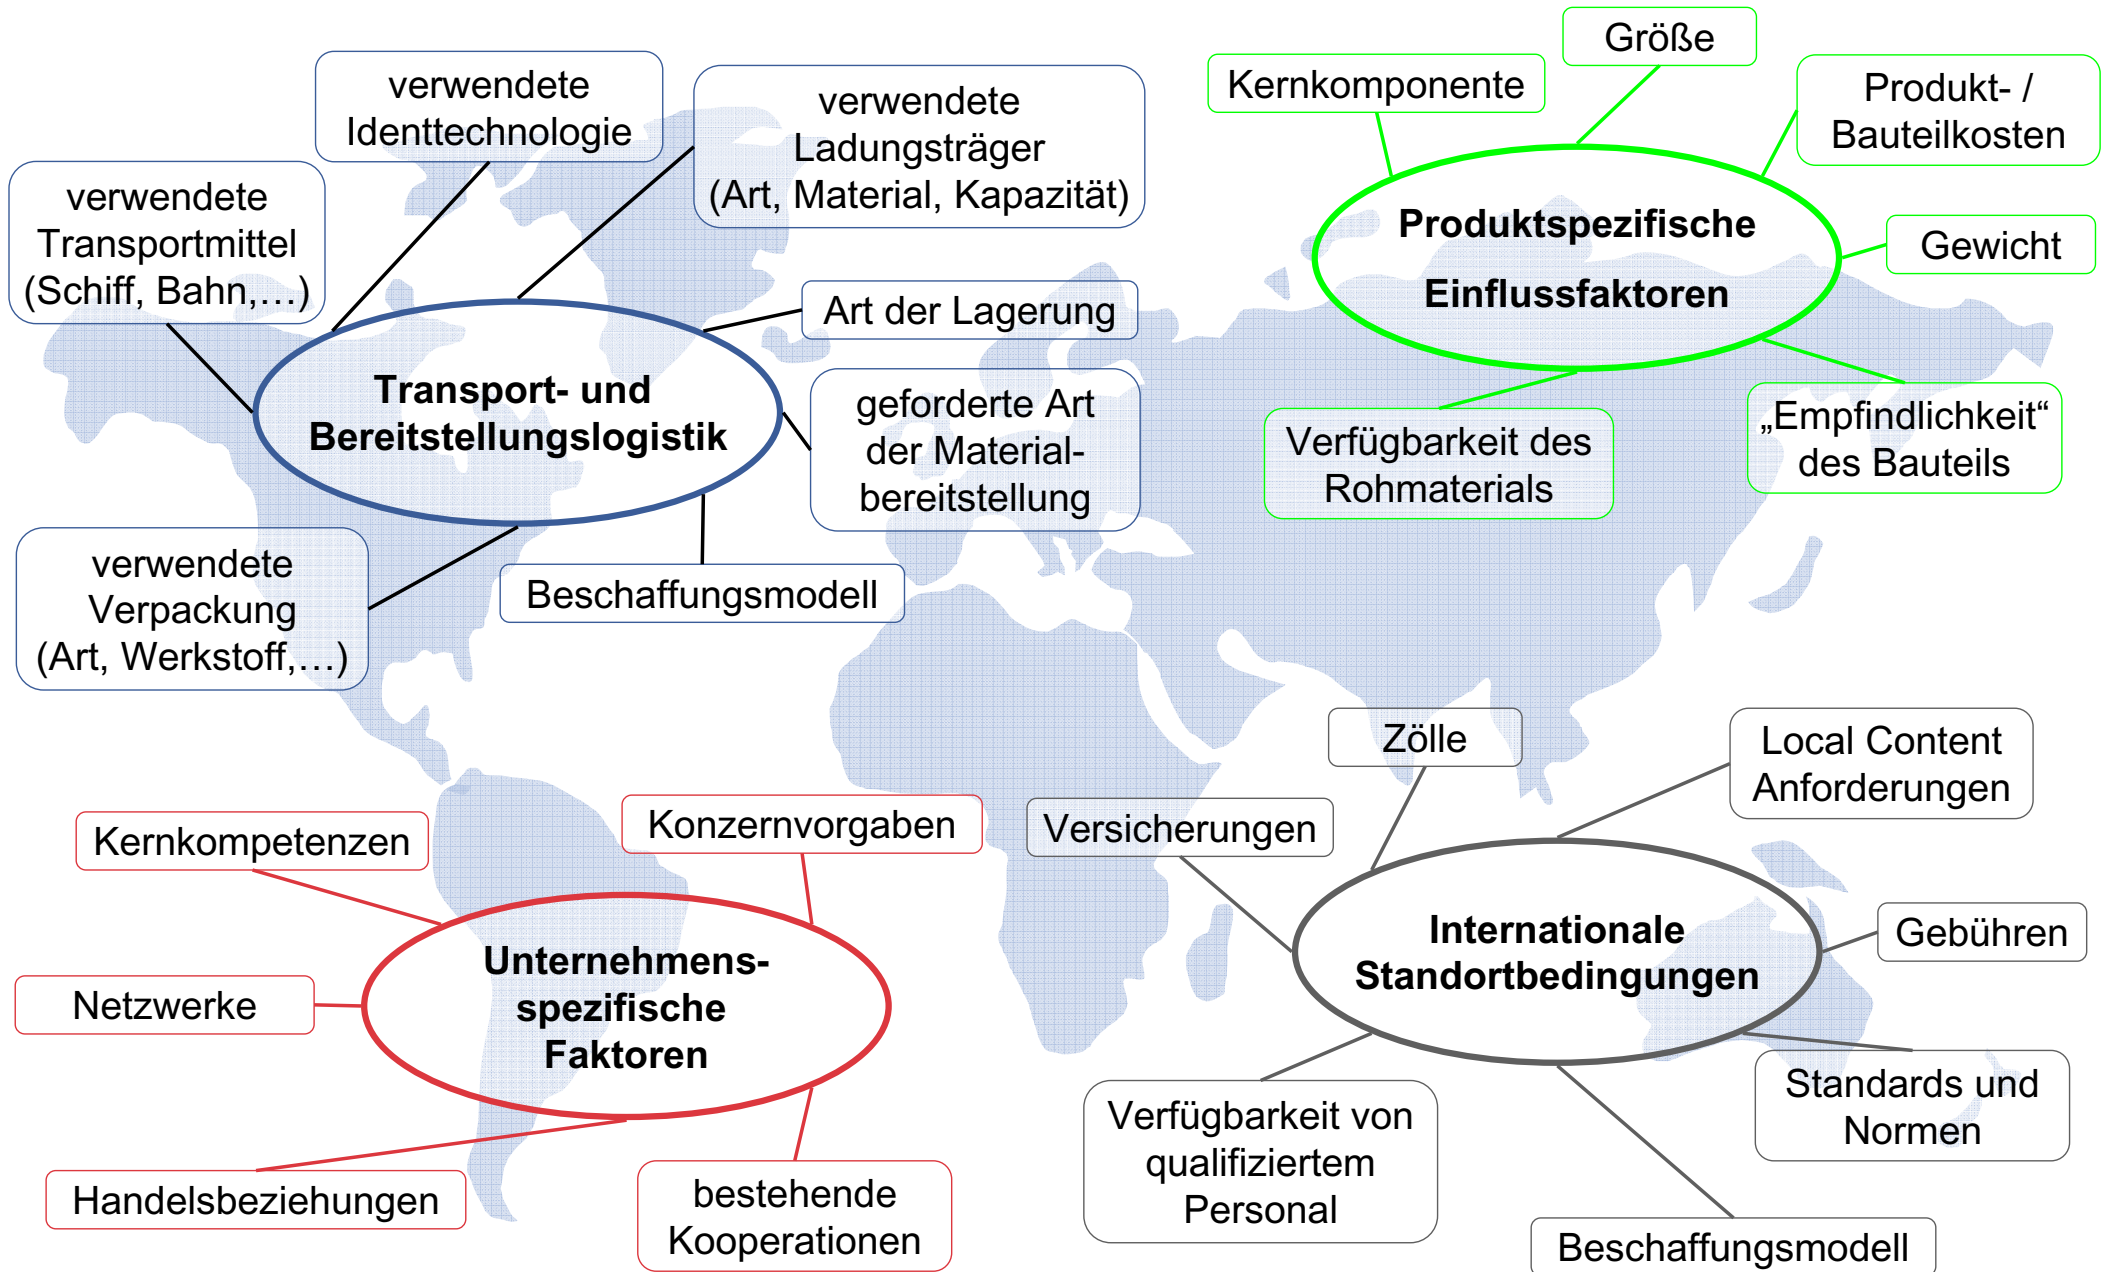 verwendete
Identtechnologie
verwendete
Ladungsträger
(Art, Material, Kapazität)
verwendete
Transportmittel
(Schiff, Bahn,…)
Art der Lagerung
Transport- und
Bereitstellungslogistik
geforderte Art
der Material-
bereitstellung
verwendete
Verpackung
(Art, Werkstoff,…)
Beschaffungsmodell
Größe
Kernkomponente
Produkt- /
Bauteilkosten
Produktspezifische
Einflussfaktoren
Gewicht
Verfügbarkeit des
Rohmaterials
„Empfindlichkeit“
des Bauteils
Kernkompetenzen
Konzernvorgaben
Unternehmens-
spezifische
Faktoren
Netzwerke
Handelsbeziehungen
bestehende
Kooperationen
Zölle
Local Content
Anforderungen
Versicherungen
Internationale
Standortbedingungen
Gebühren
Verfügbarkeit von
qualifiziertem
Personal
Standards und
Normen
Beschaffungsmodell